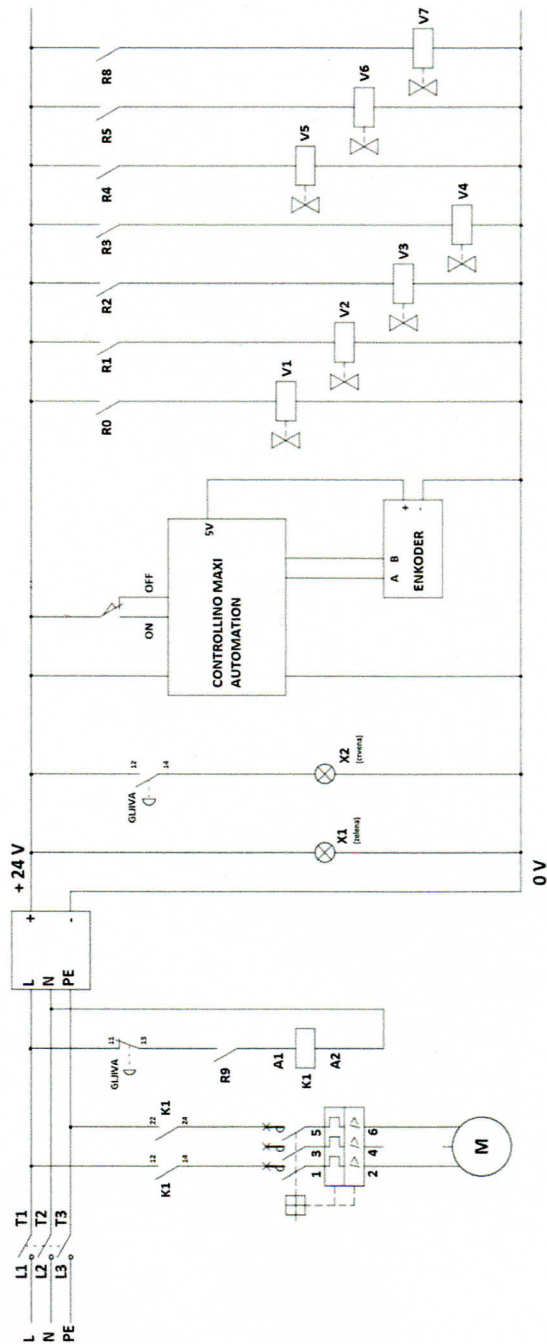 L
N
PE
L1
L2
L3
T1
T2
T3
K1
12
14
K1
22
24
1
3
5
2
4
6
M
GLJIVA
11
13
R9
A1
K1
A2
L
N
PE
+
-
+ 24 V
0 V
X1
(zelena)
GLJIVA
12
14
X2
(crvena)
ON
OFF
CONTROLLINO MAXI
AUTOMATION
5V
A
B
+
-
ENKODER
R0
V1
R1
V2
R2
V3
R3
V4
R4
V5
R5
V6
R8
V7